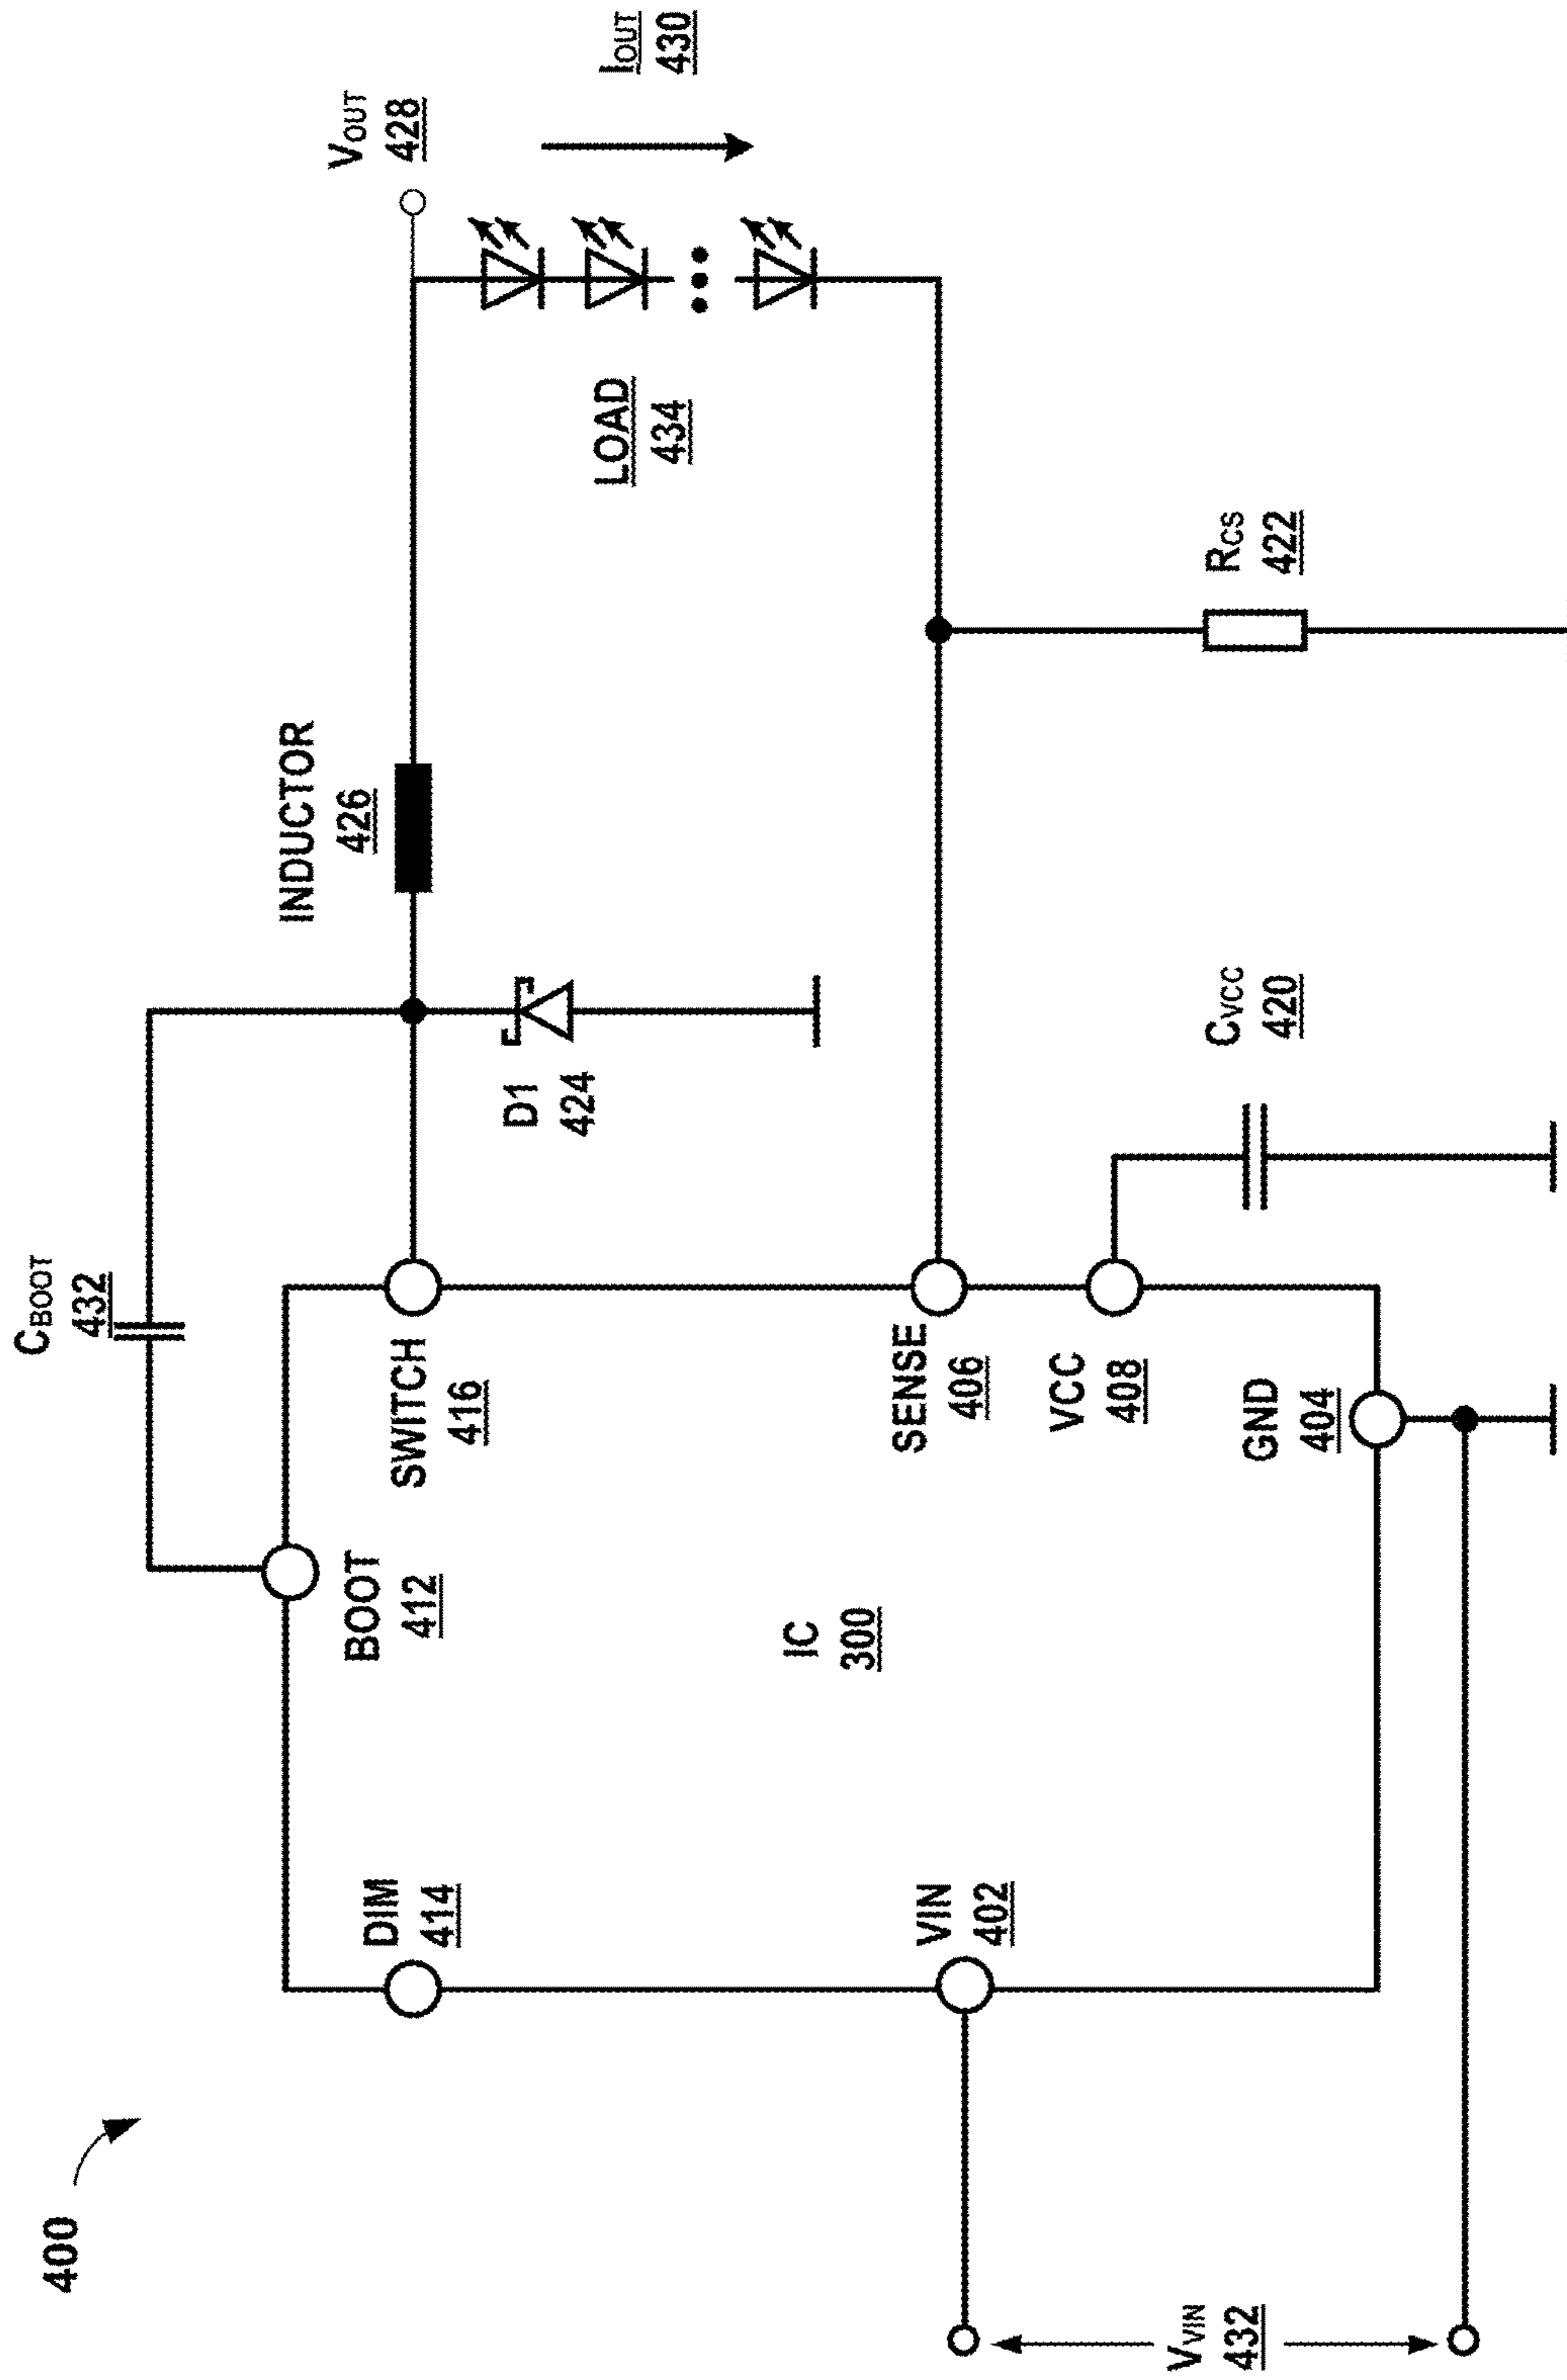 400
C_BOOT
432
INDUCTOR
426
V_OUT
428
BOOT
412
DIM
414
SWITCH
416
D1
424
LOAD
434
I_OUT
430
IC
300
VIN
402
SENSE
406
VCC
408
GND
404
C_VCC
420
R_CS
422
V_VIN
432